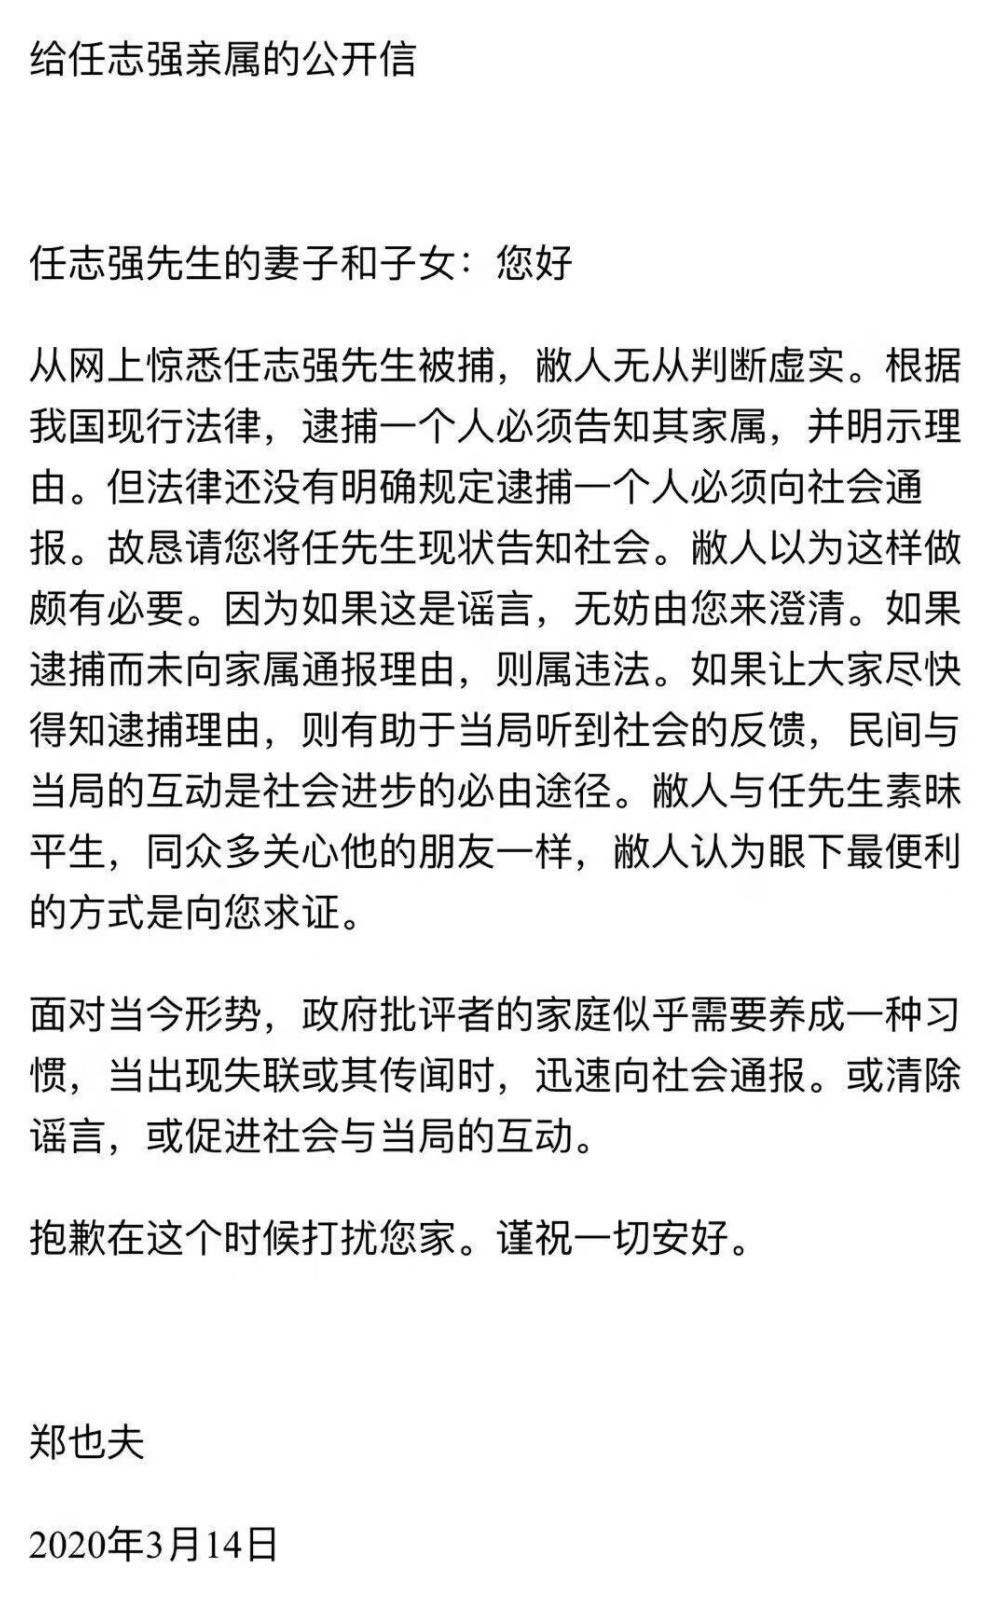 给任志强亲属的公开信
任志强先生的妻子和子女：您好
从网上惊悉任志强先生被捕，敝人无从判断虚实。根据
我国现行法律，逮捕一个人必须告知其家属，并明示理
由。但法律还没有明确规定逮捕一个人必须向社会通
报。故恳请您将任先生现状告知社会。敝人以为这样做
颇有必要。因为如果这是谣言，无妨由您来澄清。如果
逮捕而未向家属通报理由，则属违法。如果让大家尽快
得知逮捕理由，则有助于当局听到社会的反馈，民间与
当局的互动是社会进步的必由途径。敝人与任先生素昧
平生，同众多关心他的朋友一样，敝人认为眼下最便利
的方式是向您求证。
面对当今形势，政府批评者的家庭似乎需要养成一种习
惯，当出现失联或其传闻时，迅速向社会通报。或清除
谣言，或促进社会与当局的互动。
抱歉在这个时候打扰您家。谨祝一切安好。
郑也夫
2020年3月14日